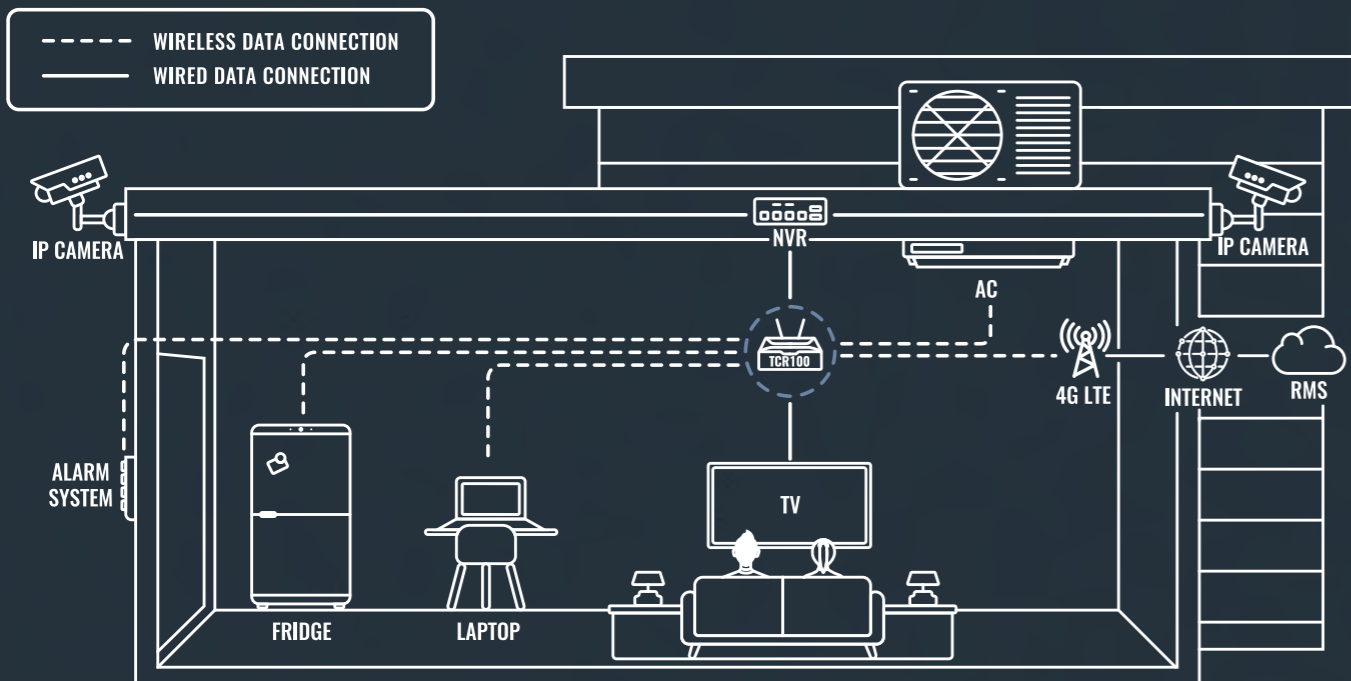 WIRELESS DATA CONNECTION
WIRED DATA CONNECTION
IP CAMERA
NVR
IP CAMERA
AC
TCR100
4G LTE
INTERNET
RMS
ALARM
SYSTEM
TV
FRIDGE
LAPTOP